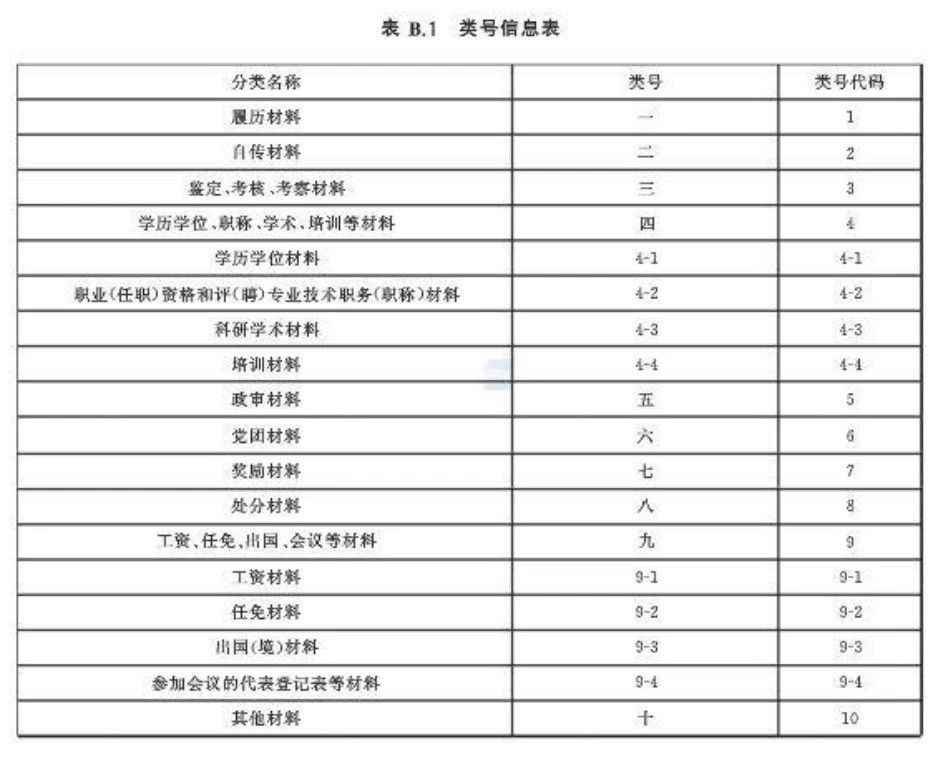 表 B.1 类号信息表
分类名称 类号 类号代码
履历材料 一 1
自传材料 二 2
鉴定、考核、考察材料 三 3
学历学位、职称、学术、培训等材料 四 4
学历学位材料 4-1 4-1
职业(任职)资格和评(聘)专业技术职务(职称)材料 4-2 4-2
科研学术材料 4-3 4-3
培训材料 4-4 4-4
政审材料 五 5
党团材料 六 6
奖励材料 七 7
处分材料 八 8
工资、任免、出国、会议等材料 九 9
工资材料 9-1 9-1
任免材料 9-2 9-2
出国(境)材料 9-3 9-3
参加会议的代表登记表等材料 9-4 9-4
其他材料 十 10